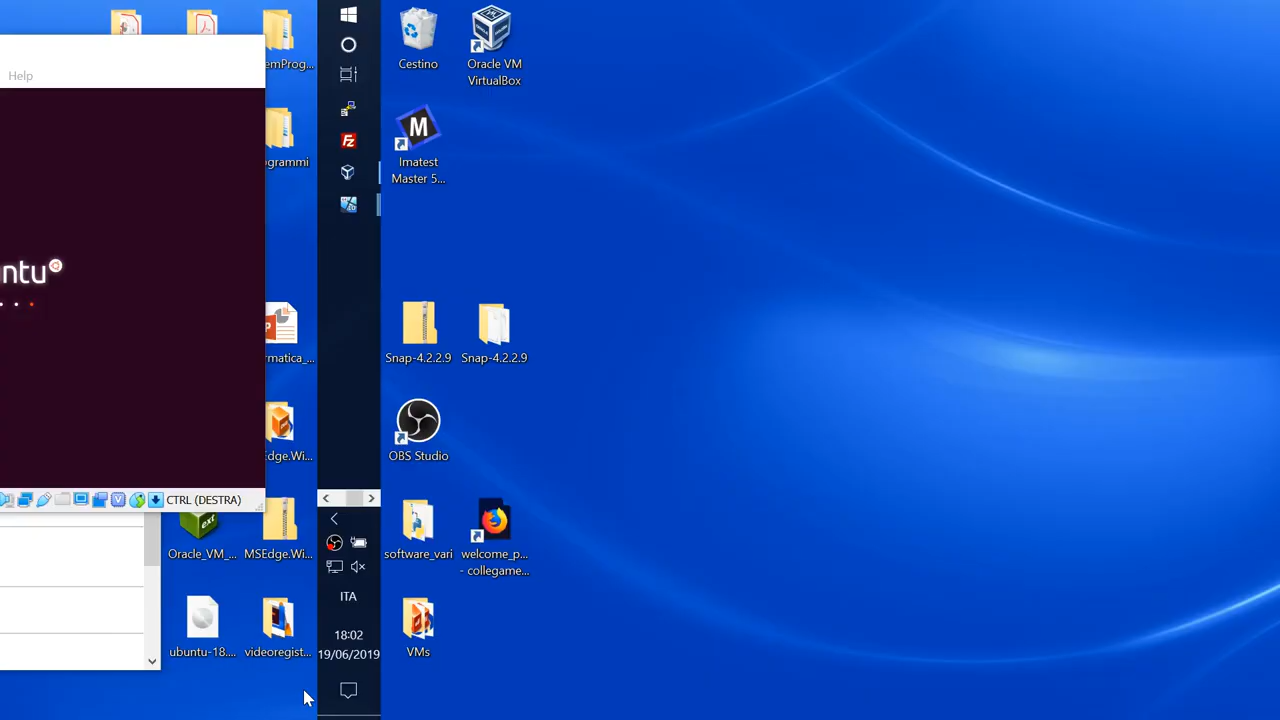 Help
emProg...
grammi
ntu
rmatica_...
Edge.Wi...
CTRL (DESTRA)
Oracle_VM_...
MSEdge.Wi...
ubuntu-18....
videoregist...
ITA
18:02
19/06/2019
Cestino
Oracle VM
VirtualBox
M
Imatest
Master 5...
Snap-4.2.2.9
Snap-4.2.2.9
OBS Studio
software_vari
welcome_p...
- collegame...
VMs